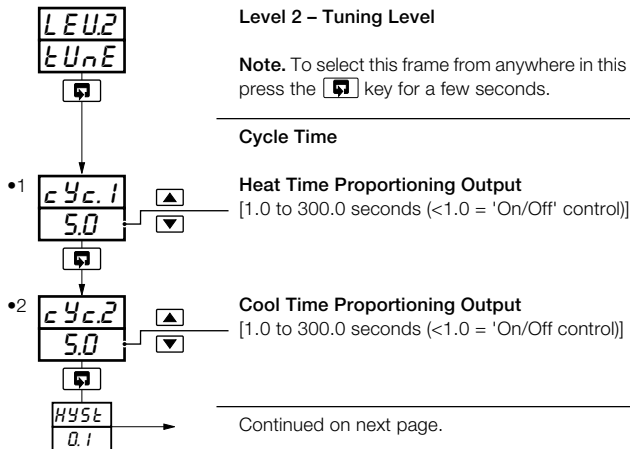 LEV.2
tUnE
Level 2 – Tuning Level
Note. To select this frame from anywhere in this
press the key for a few seconds.
Cycle Time
•1
cYc.1
5.0
Heat Time Proportioning Output
[1.0 to 300.0 seconds (<1.0 = 'On/Off' control)]
•2
cYc.2
5.0
Cool Time Proportioning Output
[1.0 to 300.0 seconds (<1.0 = 'On/Off control)]
HYSt
0.1
Continued on next page.